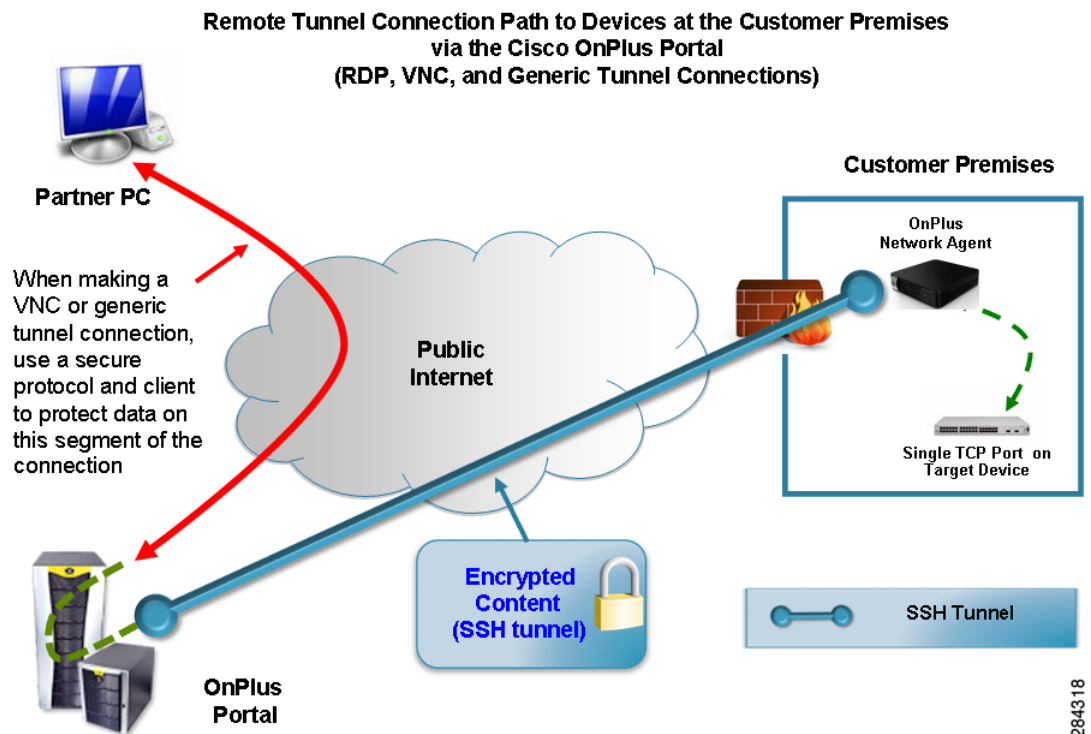 Remote Tunnel Connection Path to Devices at the Customer Premises
via the Cisco OnPlus Portal
(RDP, VNC, and Generic Tunnel Connections)
Partner PC
When making a
VNC or generic
tunnel connection,
use a secure
protocol and client
to protect data on
this segment of the
connection
Public
Internet
Customer Premises
OnPlus
Network Agent
Single TCP Port on
Target Device
Encrypted
Content
(SSH tunnel)
SSH Tunnel
OnPlus
Portal
284318